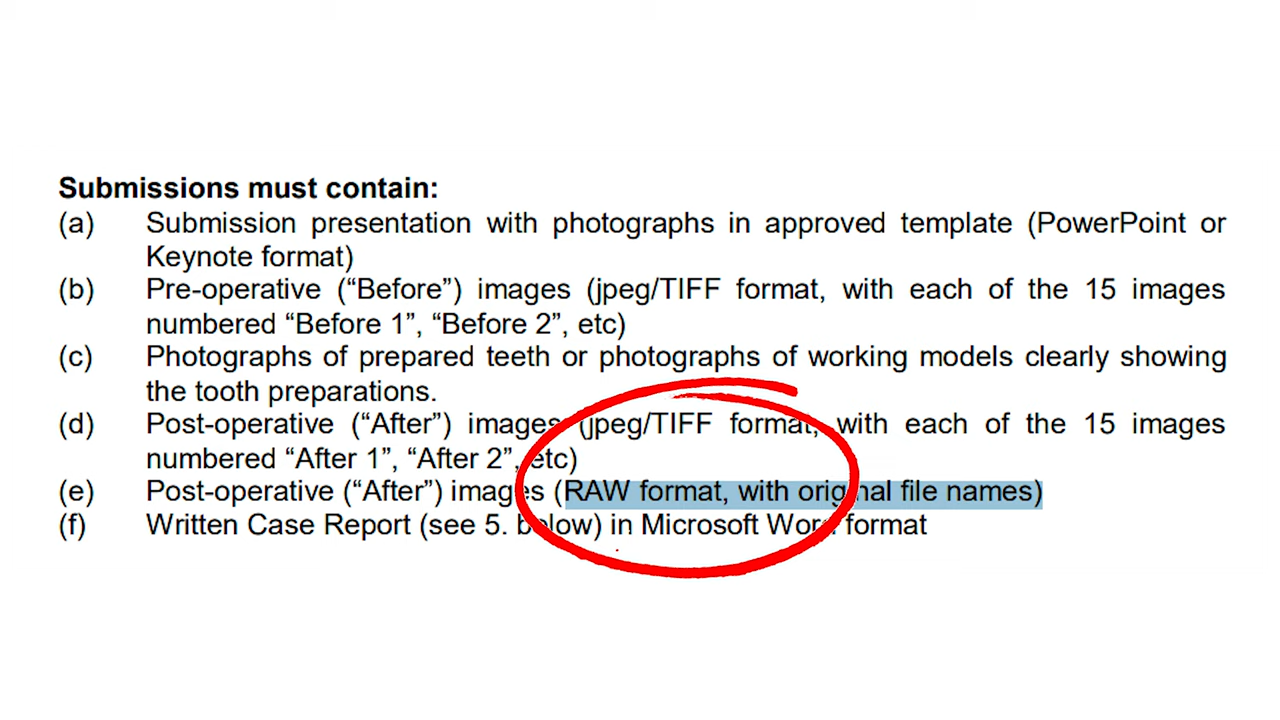 Submissions must contain:
(a) Submission presentation with photographs in approved template (PowerPoint or
Keynote format)
(b) Pre-operative (“Before”) images (jpeg/TIFF format, with each of the 15 images
numbered “Before 1”, “Before 2”, etc)
(c) Photographs of prepared teeth or photographs of working models clearly showing
the tooth preparations.
(d) Post-operative (“After”) images (jpeg/TIFF format, with each of the 15 images
numbered “After 1”, “After 2”, etc)
(e) Post-operative (“After”) images (RAW format, with original file names)
(f) Written Case Report (see 5. below) in Microsoft Word format